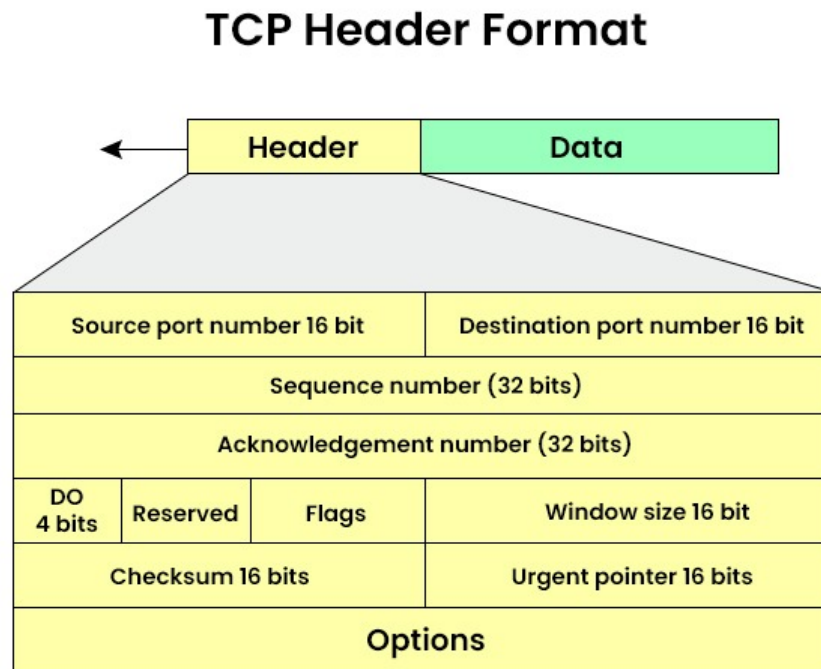 TCP Header Format
Header
Data
Source port number 16 bit
Destination port number 16 bit
Sequence number (32 bits)
Acknowledgement number (32 bits)
DO
4 bits
Reserved
Flags
Window size 16 bit
Checksum 16 bits
Urgent pointer 16 bits
Options